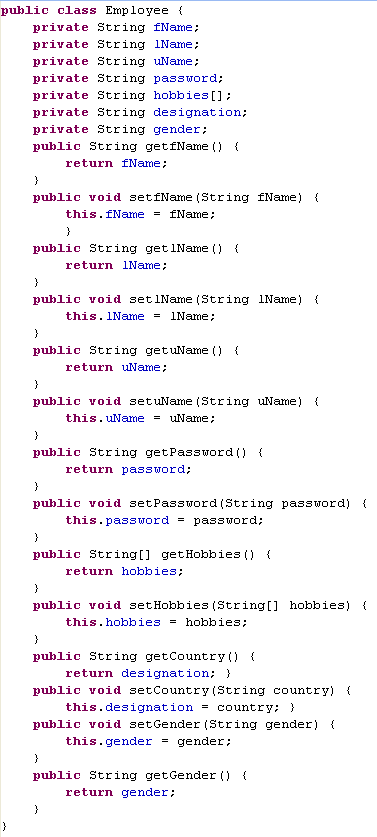 public class Employee {
    private String fName;
    private String lName;
    private String uName;
    private String password;
    private String hobbies[];
    private String designation;
    private String gender;
    public String getfName() {
        return fName;
    }
    public void setfName(String fName) {
        this.fName = fName;
        }
    public String getlName() {
        return lName;
    }
    public void setlName(String lName) {
        this.lName = lName;
    }
    public String getuName() {
        return uName;
    }
    public void setuName(String uName) {
        this.uName = uName;
    }
    public String getPassword() {
        return password;
    }
    public void setPassword(String password) {
        this.password = password;
    }
    public String[] getHobbies() {
        return hobbies;
    }
    public void setHobbies(String[] hobbies) {
        this.hobbies = hobbies;
    }
    public String getCountry() {
        return designation; }
    public void setCountry(String country) {
        this.designation = country; }
    public void setGender(String gender) {
        this.gender = gender;
    }
    public String getGender() {
        return gender;
    }
}